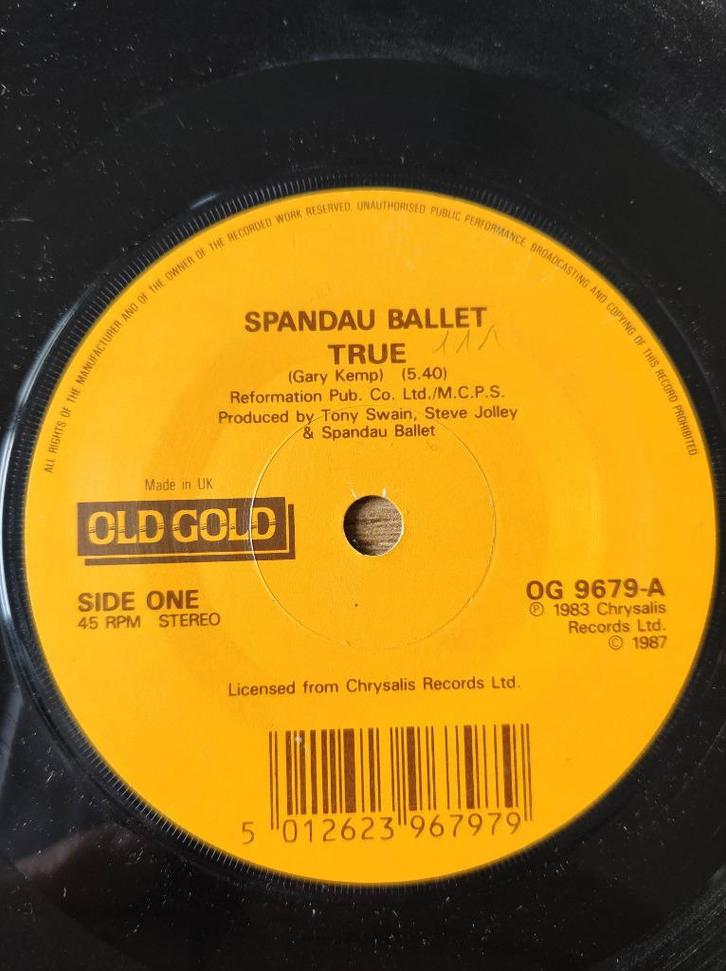 ALL RIGHTS OF THE MANUFACTURER AND OF THE OWNER OF THE RECORDED WORK RESERVED. UNAUTHORISED PUBLIC PERFORMANCE BROADCASTING AND COPYING OF THIS RECORD PROHIBITED
SPANDAU BALLET
TRUE
(Gary Kemp) (5.40)
Reformation Pub. Co. Ltd./M.C.P.S.
Produced by Tony Swain, Steve Jolley
& Spandau Ballet
Made in UK
OLD GOLD
SIDE ONE
45 RPM STEREO
OG 9679-A
℗ 1983 Chrysalis
Records Ltd.
© 1987
Licensed from Chrysalis Records Ltd.
5 012623 967979